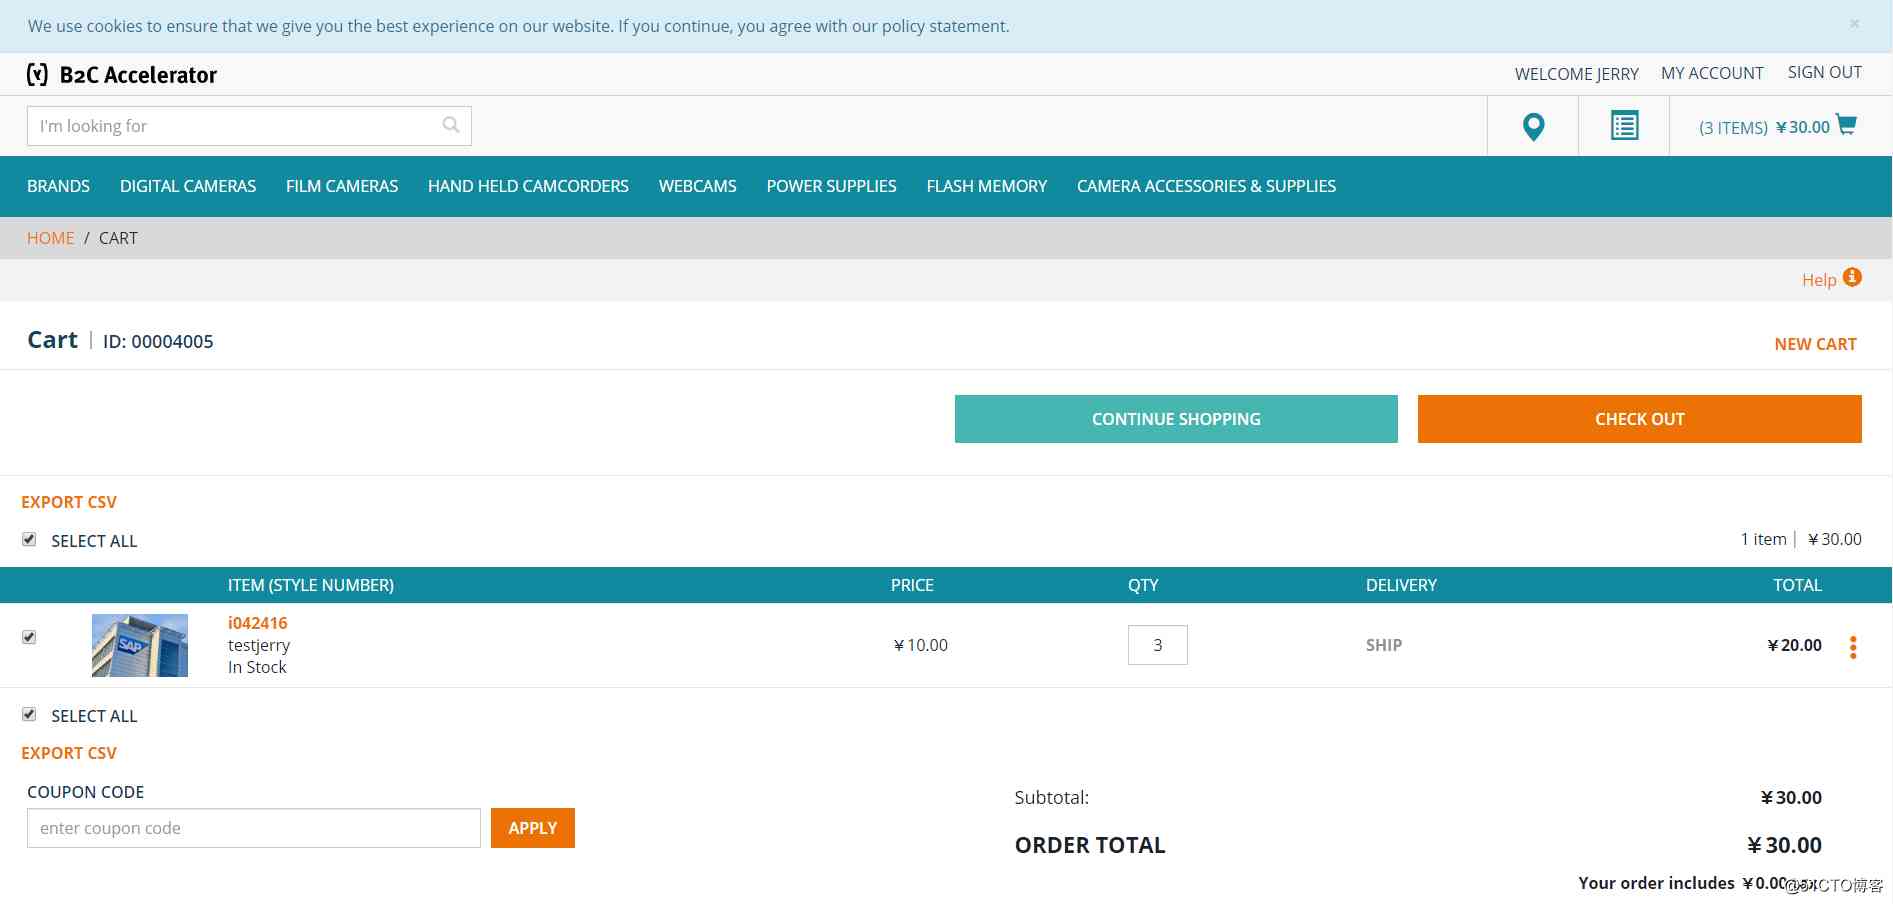 We use cookies to ensure that we give you the best experience on our website. If you continue, you agree with our policy statement. ×
B2C Accelerator
WELCOME JERRY MY ACCOUNT SIGN OUT
I'm looking for
(3 ITEMS) ¥30.00
BRANDS DIGITAL CAMERAS FILM CAMERAS HAND HELD CAMCORDERS WEBCAMS POWER SUPPLIES FLASH MEMORY CAMERA ACCESSORIES & SUPPLIES
HOME / CART
Help
Cart | ID: 00004005
NEW CART
CONTINUE SHOPPING CHECK OUT
EXPORT CSV
SELECT ALL
1 item | ¥30.00
ITEM (STYLE NUMBER) PRICE QTY DELIVERY TOTAL
SAP
i042416
testjerry
In Stock
¥10.00 3 SHIP ¥20.00
SELECT ALL
EXPORT CSV
COUPON CODE
enter coupon code APPLY
Subtotal: ¥30.00
ORDER TOTAL ¥30.00
Your order includes ¥0.00
@51CTO博客